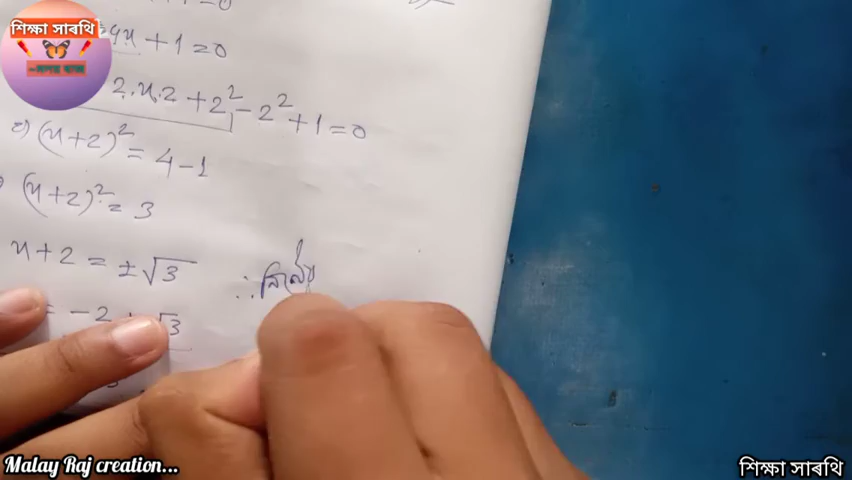 শিক্ষা সাৰথি
4x + 1 = 0
2.x.2 + 2² - 2² + 1 = 0
(x+2)² = 4 - 1
(x+2)² = 3
x + 2 = ± √3
∴ নিৰ্ণেয়
= -2 ± √3
Malay Raj creation...
শিক্ষা সাৰথি